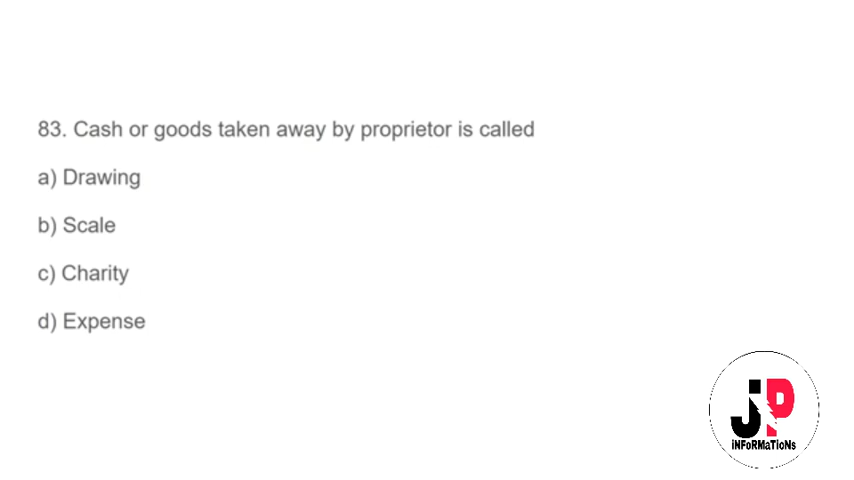 83. Cash or goods taken away by proprietor is called
a) Drawing
b) Scale
c) Charity
d) Expense
JP
iNFoRMaTioNs